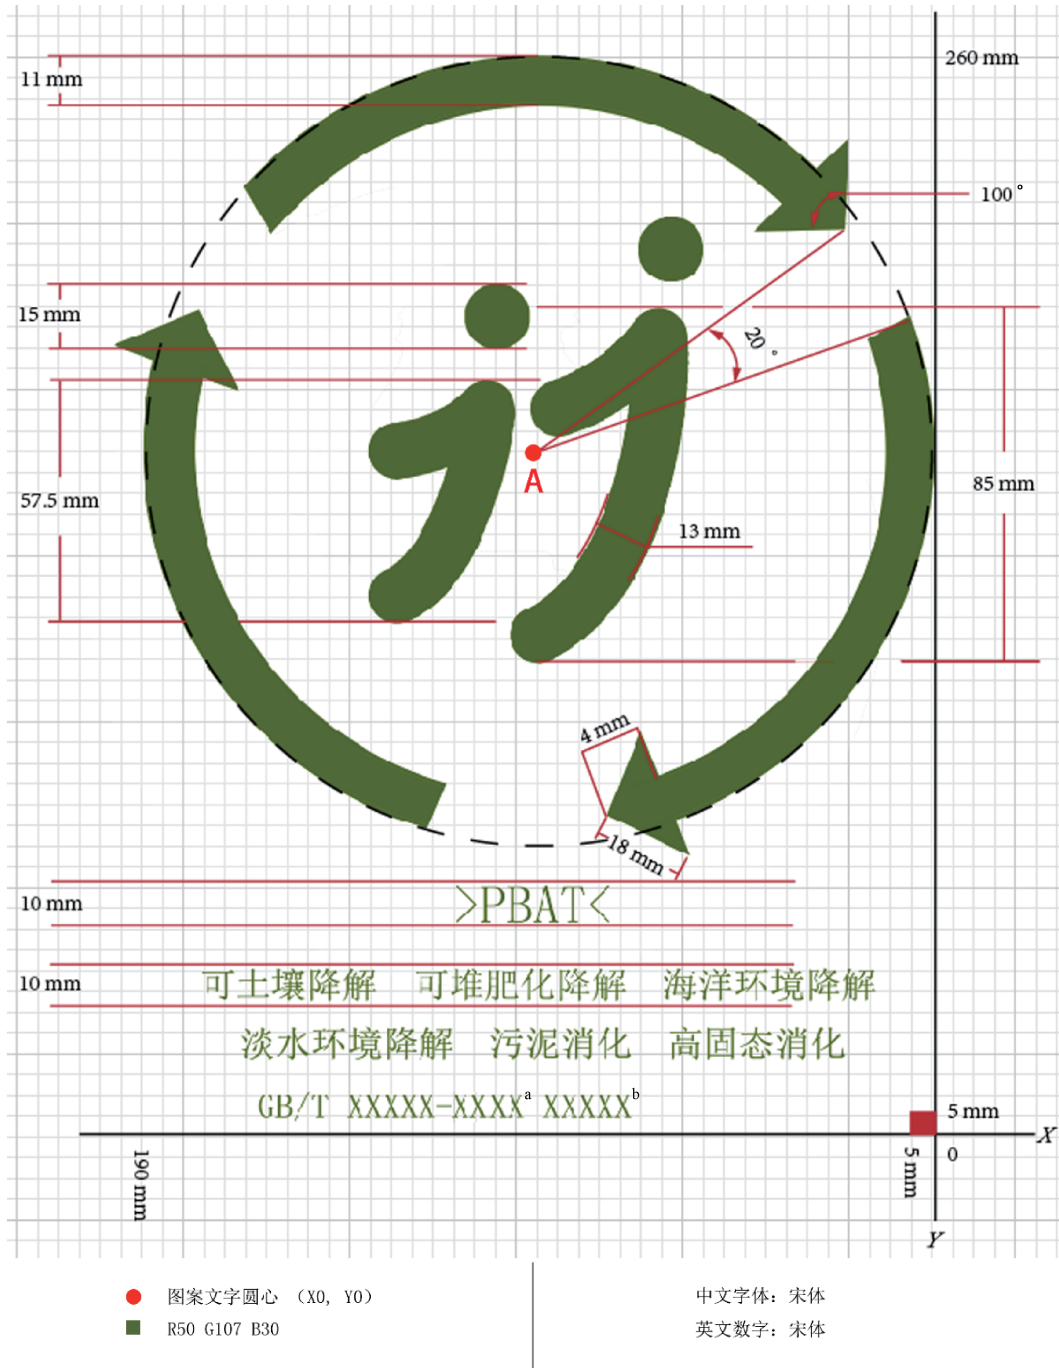 11 mm
260 mm
100°
15 mm
20°
57.5 mm
A
85 mm
13 mm
4 mm
18 mm
10 mm
>PBAT<
10 mm
可土壤降解 可堆肥化降解 海洋环境降解
淡水环境降解 污泥消化 高固态消化
GB/T XXXXX-XXXXᵃ XXXXXᵇ
5 mm
X
190 mm
5 mm
0
Y
图案文字圆心 （X0, Y0）
中文字体：宋体
R50 G107 B30
英文数字：宋体